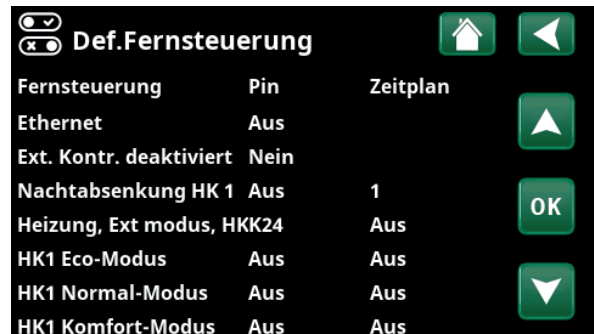 Def.Fernsteuerung
Fernsteuerung Pin Zeitplan
Ethernet Aus
Ext. Kontr. deaktiviert Nein
Nachtabsenkung HK 1 Aus 1
OK
Heizung, Ext modus, HKK24 Aus
HK1 Eco-Modus Aus Aus
HK1 Normal-Modus Aus Aus
HK1 Komfort-Modus Aus Aus